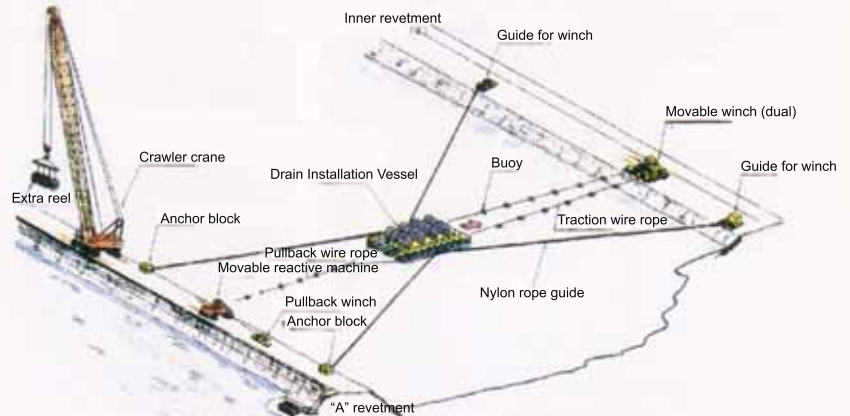 Inner revetment
Guide for winch
Movable winch (dual)
Crawler crane
Buoy
Guide for winch
Drain Installation Vessel
Extra reel
Anchor block
Traction wire rope
Pullback wire rope
Movable reactive machine
Nylon rope guide
Pullback winch
Anchor block
“A” revetment